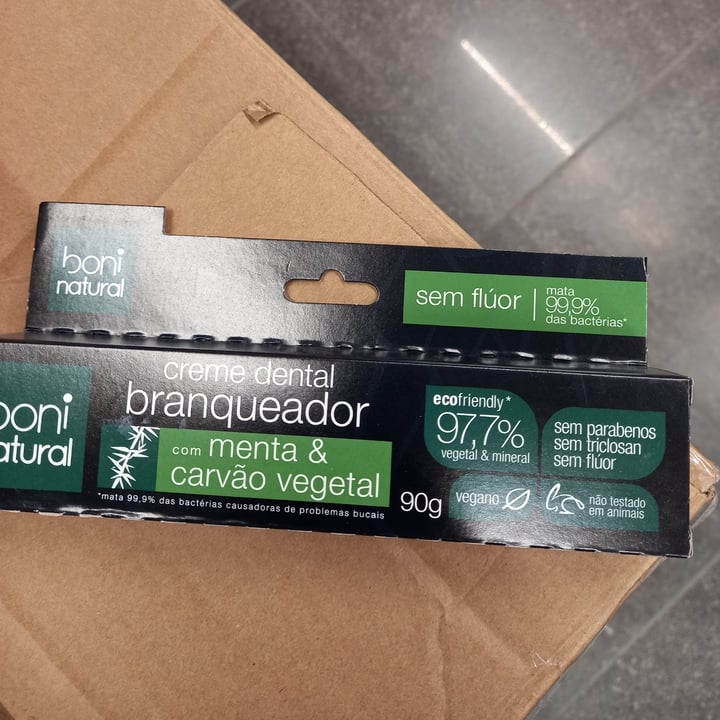 boni
natural
sem flúor
mata
99,9%
das bactérias*
boni
natural
creme dental
branqueador
com menta &
carvão vegetal
*mata 99,9% das bactérias causadoras de problemas bucais
90g
ecofriendly*
97,7%
vegetal & mineral
sem parabenos
sem triclosan
sem flúor
vegano
não testado
em animais